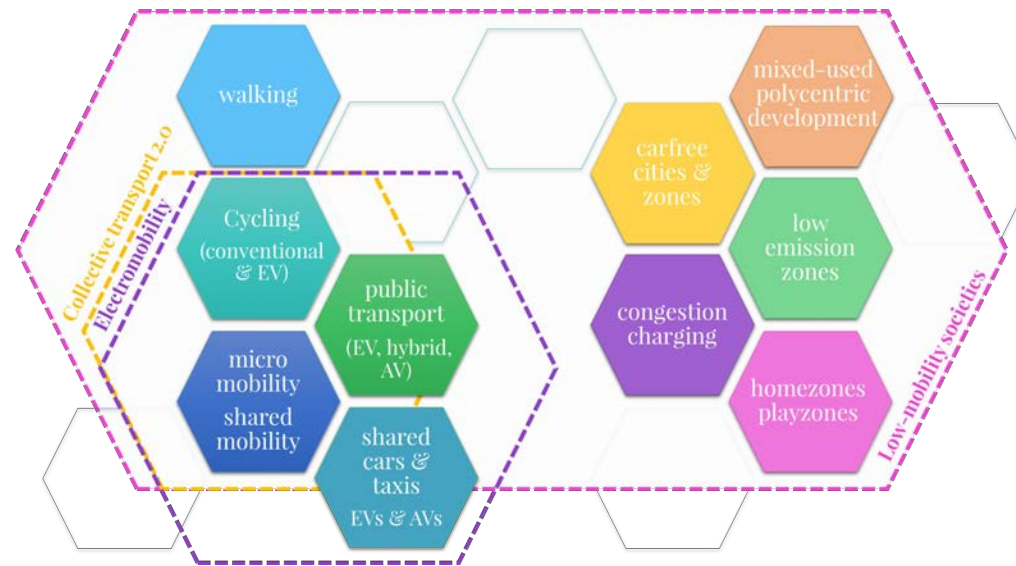 walking
mixed-used
polycentric
development
carfree
cities &
zones
Collective transport 2.0
Electromobility
Cycling
(conventional
& EV)
low
emission
zones
public
transport
(EV, hybrid,
AV)
congestion
charging
micro
mobility
shared
mobility
homezones
playzones
Low-mobility societies
shared
cars &
taxis
EVs & AVs